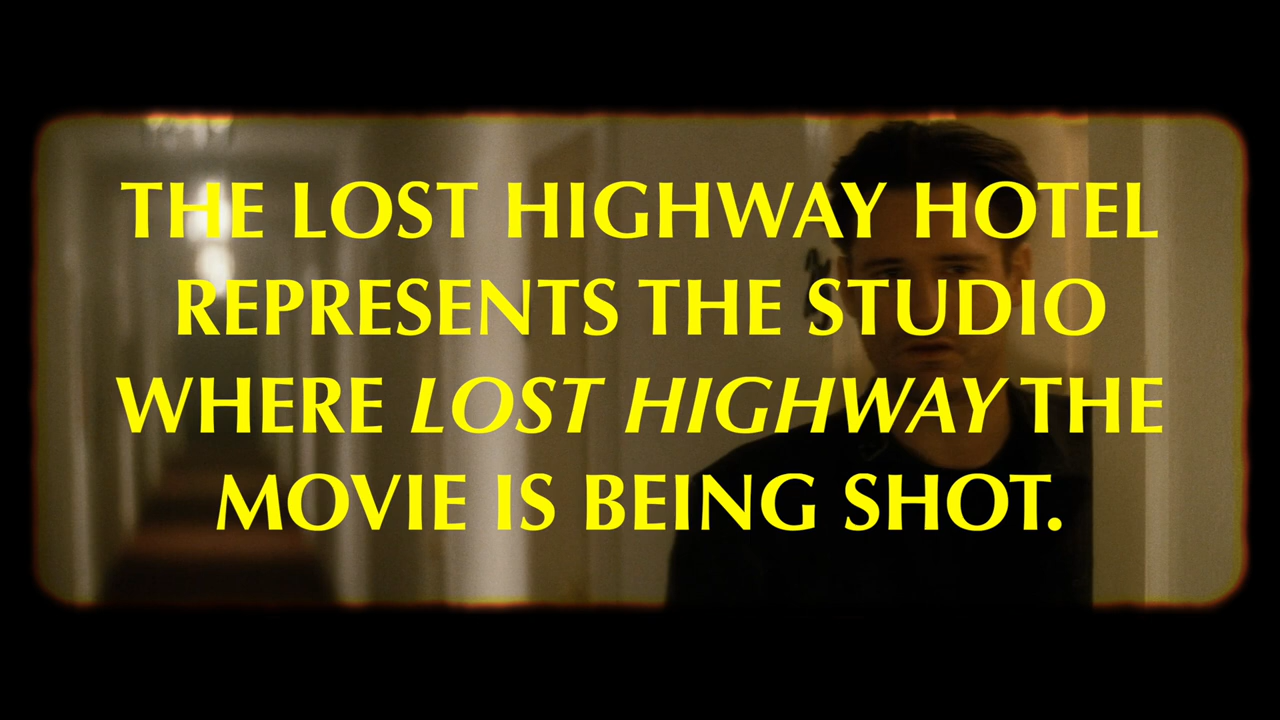 THE LOST HIGHWAY HOTEL
REPRESENTS THE STUDIO
WHERE LOST HIGHWAY THE
MOVIE IS BEING SHOT.